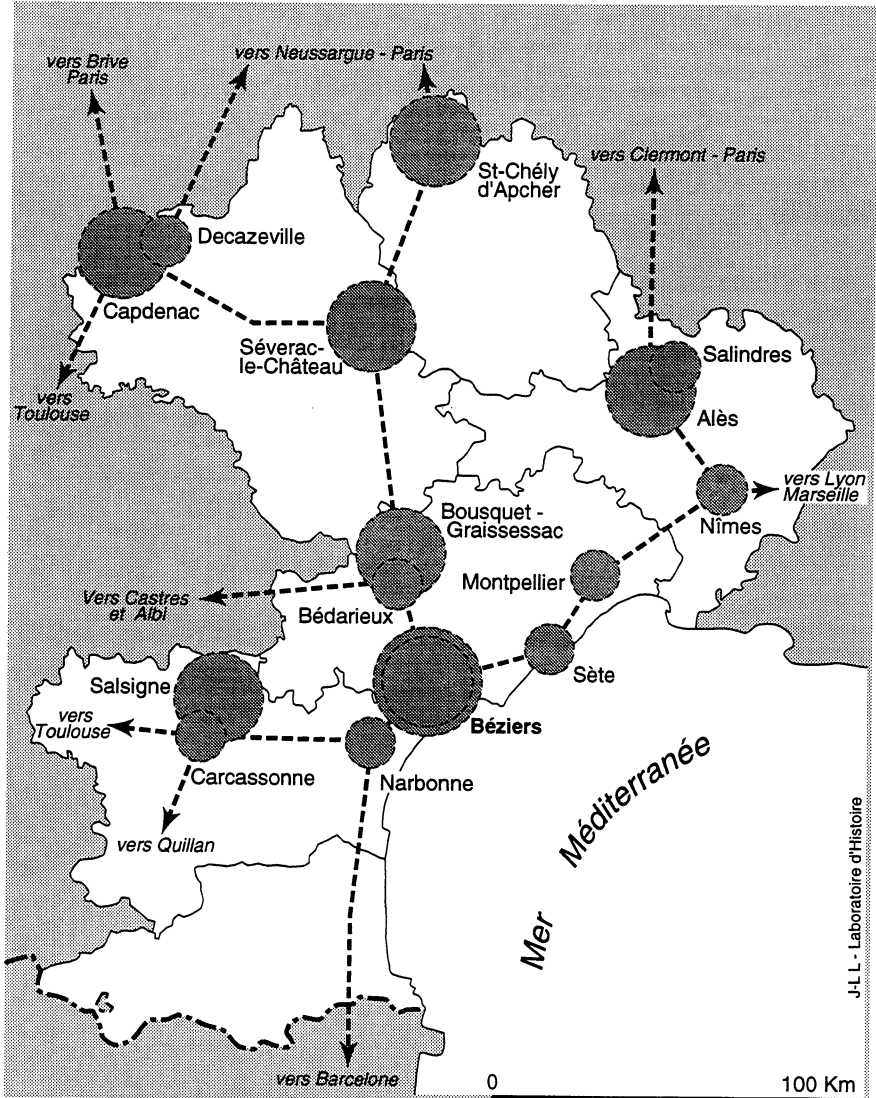 vers Brive
Paris
vers Neussargue - Paris
St-Chély
d'Apcher
vers Clermont - Paris
Decazeville
Capdenac
Séverac-
le-Château
Salindres
Alès
vers
Toulouse
vers Lyon
Marseille
Nîmes
Bousquet -
Graissessac
Montpellier
Vers Castres
et Albi
Bédarieux
Sète
Salsigne
vers
Toulouse
Béziers
Carcassonne
Narbonne
vers Quillan
Mer Méditerranée
J-L L - Laboratoire d'Histoire
vers Barcelone
0 100 Km